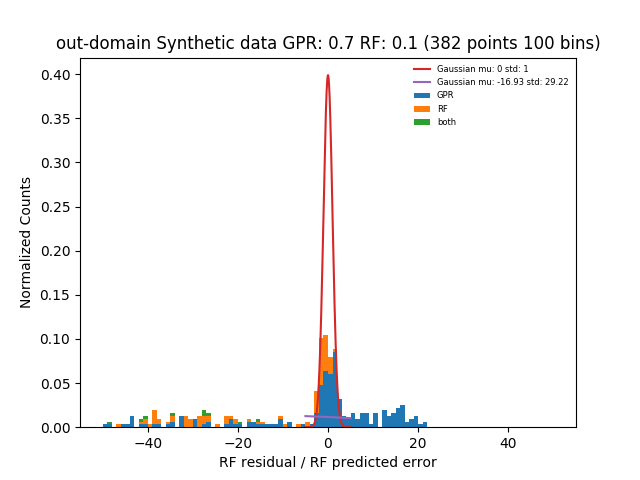 out-domain Synthetic data GPR: 0.7 RF: 0.1 (382 points 100 bins)
Gaussian mu: 0 std: 1
Gaussian mu: -16.93 std: 29.22
GPR
RF
both
Normalized Counts
0.40
0.35
0.30
0.25
0.20
0.15
0.10
0.05
0.00
−40
−20
0
20
40
RF residual / RF predicted error